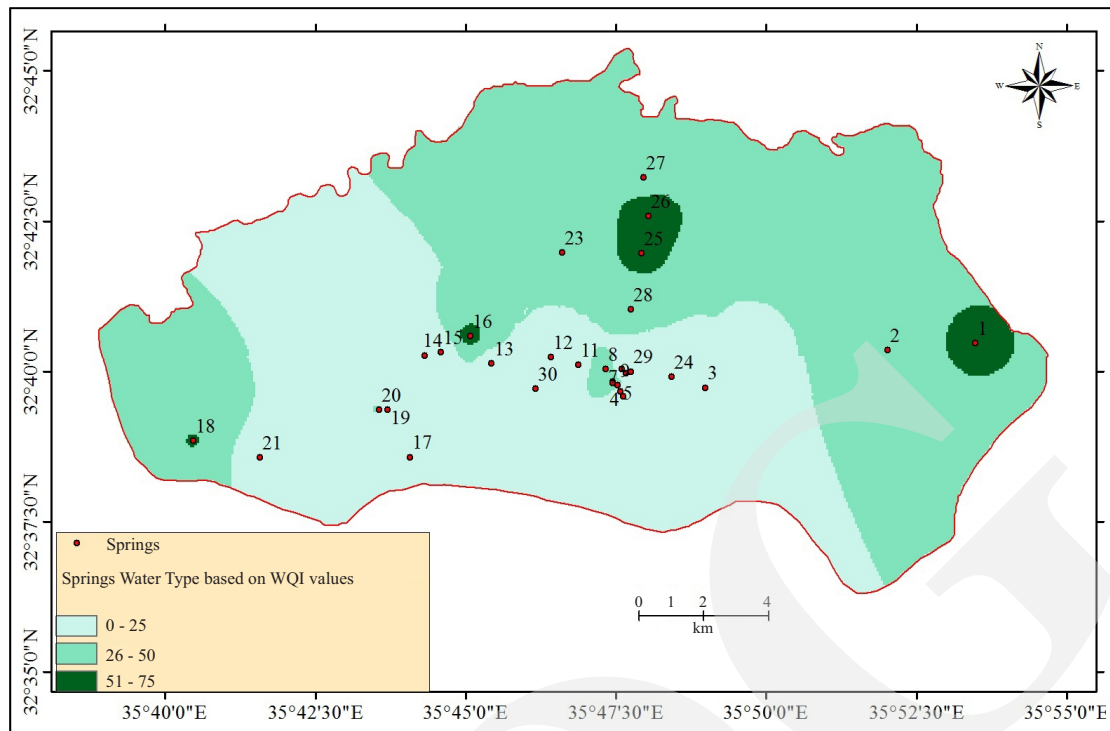 32°45'0"N
32°42'30"N
32°40'0"N
32°37'30"N
32°35'0"N
N
W E
S
27
26
23 25
28
16
15
14
12
13 11 8 29
9
24
7
30 3
4 5
20
19
18
21 17
2
1
Springs
Springs Water Type based on WQI values
0 - 25
26 - 50
51 - 75
0 1 2 4
km
35°40'0"E 35°42'30"E 35°45'0"E 35°47'30"E 35°50'0"E 35°52'30"E 35°55'0"E